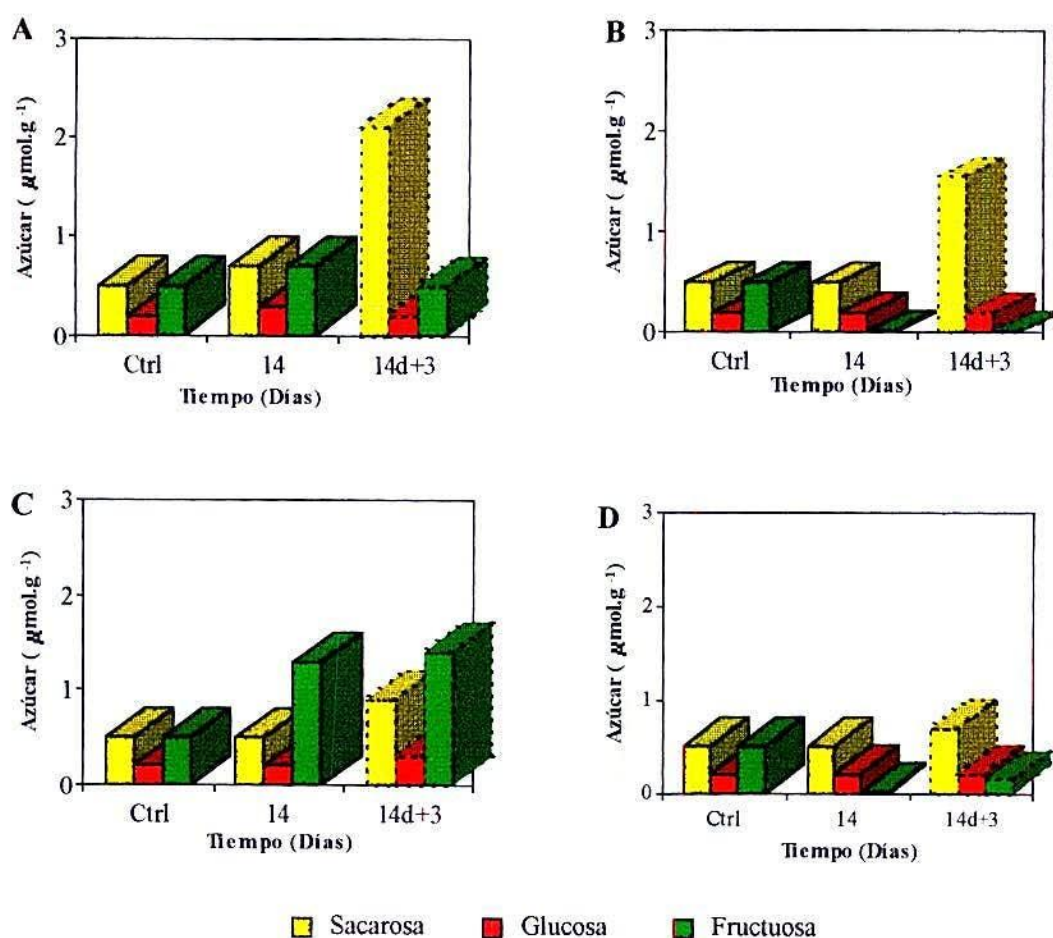 A
3
2
1
0
Azúcar ( µmol.g -1)
Ctrl 14 14d+3
Tiempo (Días)
B
3
2
1
0
Azúcar ( µmol.g -1)
Ctrl 14 14d+3
Tiempo (Días)
C
3
2
1
0
Azúcar ( µmol.g -1)
Ctrl 14 14d+3
Tiempo (Días)
D
3
2
1
0
Azúcar ( µmol.g -1)
Ctrl 14 14d+3
Tiempo (Días)
Sacarosa Glucosa Fructuosa